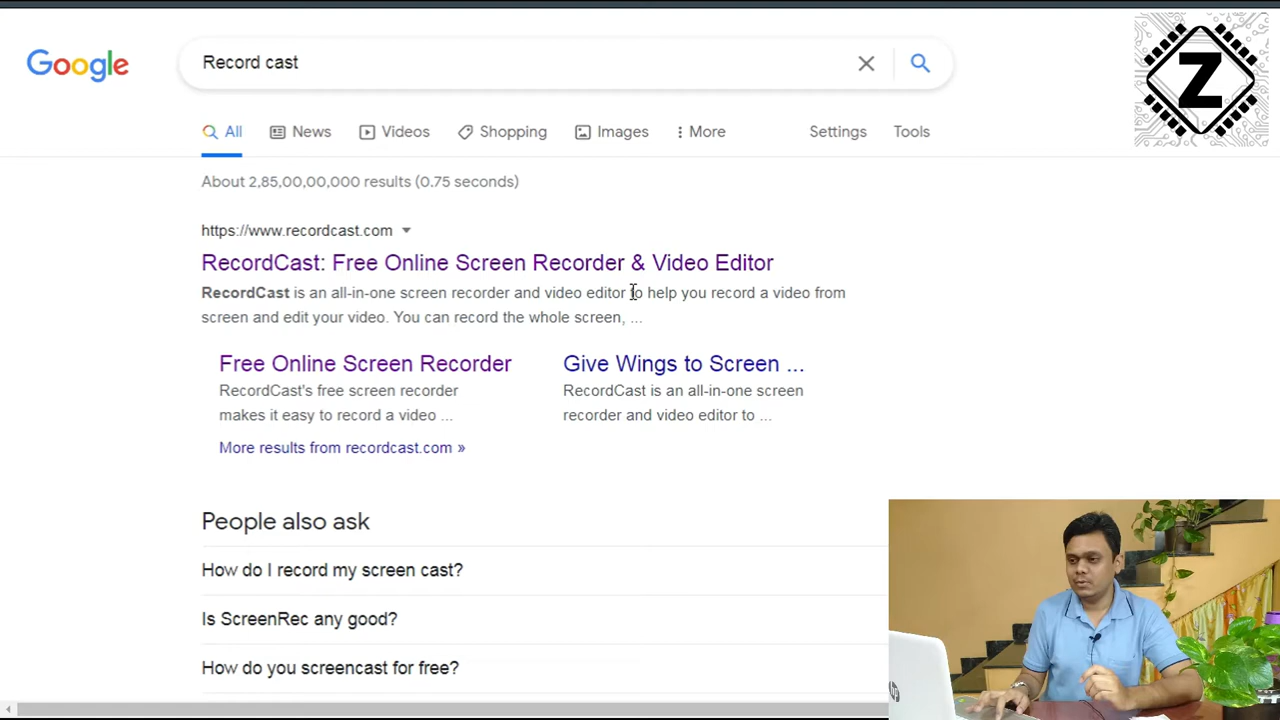 Google
Record cast
All News Videos Shopping Images More Settings Tools
About 2,85,00,00,000 results (0.75 seconds)
https://www.recordcast.com
RecordCast: Free Online Screen Recorder & Video Editor
RecordCast is an all-in-one screen recorder and video editor to help you record a video from
screen and edit your video. You can record the whole screen, ...
Free Online Screen Recorder
RecordCast's free screen recorder
makes it easy to record a video ...
Give Wings to Screen ...
RecordCast is an all-in-one screen
recorder and video editor to ...
More results from recordcast.com »
People also ask
How do I record my screen cast?
Is ScreenRec any good?
How do you screencast for free?
Z
hp